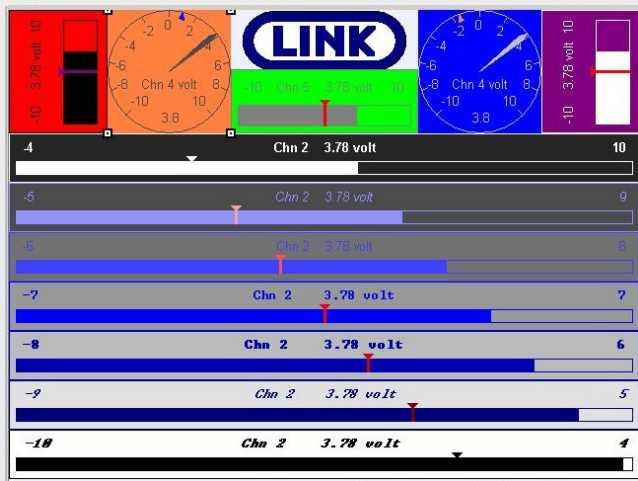 -10 3.78 volt 10
-10 -8 -6 -4 -2 0 2 4 6 8 10
Chn 4 volt
3.8
LINK
-10 Chn 5 3.78 volt 10
-10 -8 -6 -4 -2 0 2 4 6 8 10
Chn 4 volt
3.8
-10 3.78 volt 10
-4 Chn 2 3.78 volt 10
-5 Chn 2 3.78 volt 9
-6 Chn 2 3.78 volt 8
-7 Chn 2 3.78 volt 7
-8 Chn 2 3.78 volt 6
-9 Chn 2 3.78 volt 5
-10 Chn 2 3.78 volt 4